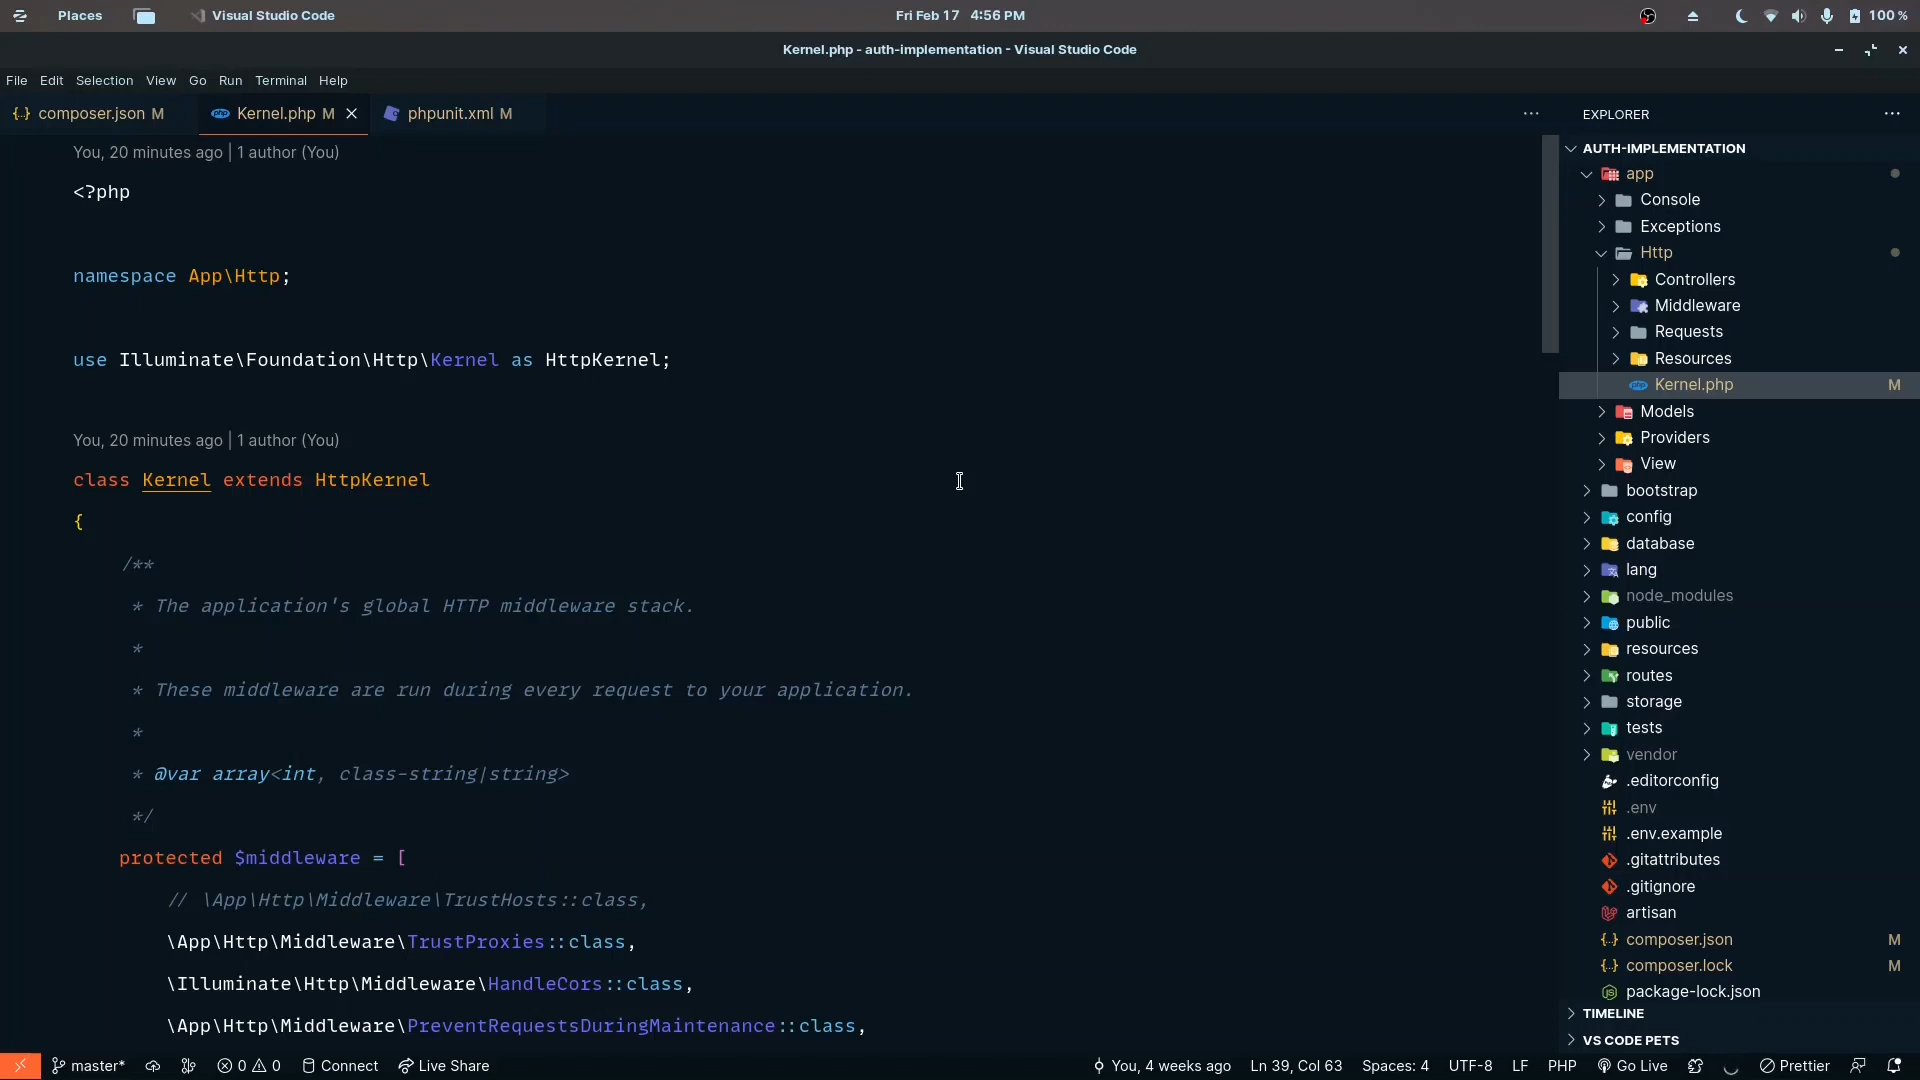 Places
Visual Studio Code
Fri Feb 17 4:56 PM
100 %
Kernel.php - auth-implementation - Visual Studio Code
File Edit Selection View Go Run Terminal Help
composer.json M
Kernel.php M
phpunit.xml M
You, 20 minutes ago | 1 author (You)
<?php
namespace App\Http;
use Illuminate\Foundation\Http\Kernel as HttpKernel;
You, 20 minutes ago | 1 author (You)
class Kernel extends HttpKernel
{
/**
* The application's global HTTP middleware stack.
*
* These middleware are run during every request to your application.
*
* @var array<int, class-string|string>
*/
protected $middleware = [
// \App\Http\Middleware\TrustHosts::class,
\App\Http\Middleware\TrustProxies::class,
\Illuminate\Http\Middleware\HandleCors::class,
\App\Http\Middleware\PreventRequestsDuringMaintenance::class,
EXPLORER
AUTH-IMPLEMENTATION
app
Console
Exceptions
Http
Controllers
Middleware
Requests
Resources
Kernel.php M
Models
Providers
View
bootstrap
config
database
lang
node_modules
public
resources
routes
storage
tests
vendor
.editorconfig
.env
.env.example
.gitattributes
.gitignore
artisan
composer.json M
composer.lock M
package-lock.json
TIMELINE
VS CODE PETS
master*
0
0
Connect
Live Share
You, 4 weeks ago
Ln 39, Col 63
Spaces: 4
UTF-8
LF
PHP
Go Live
Prettier